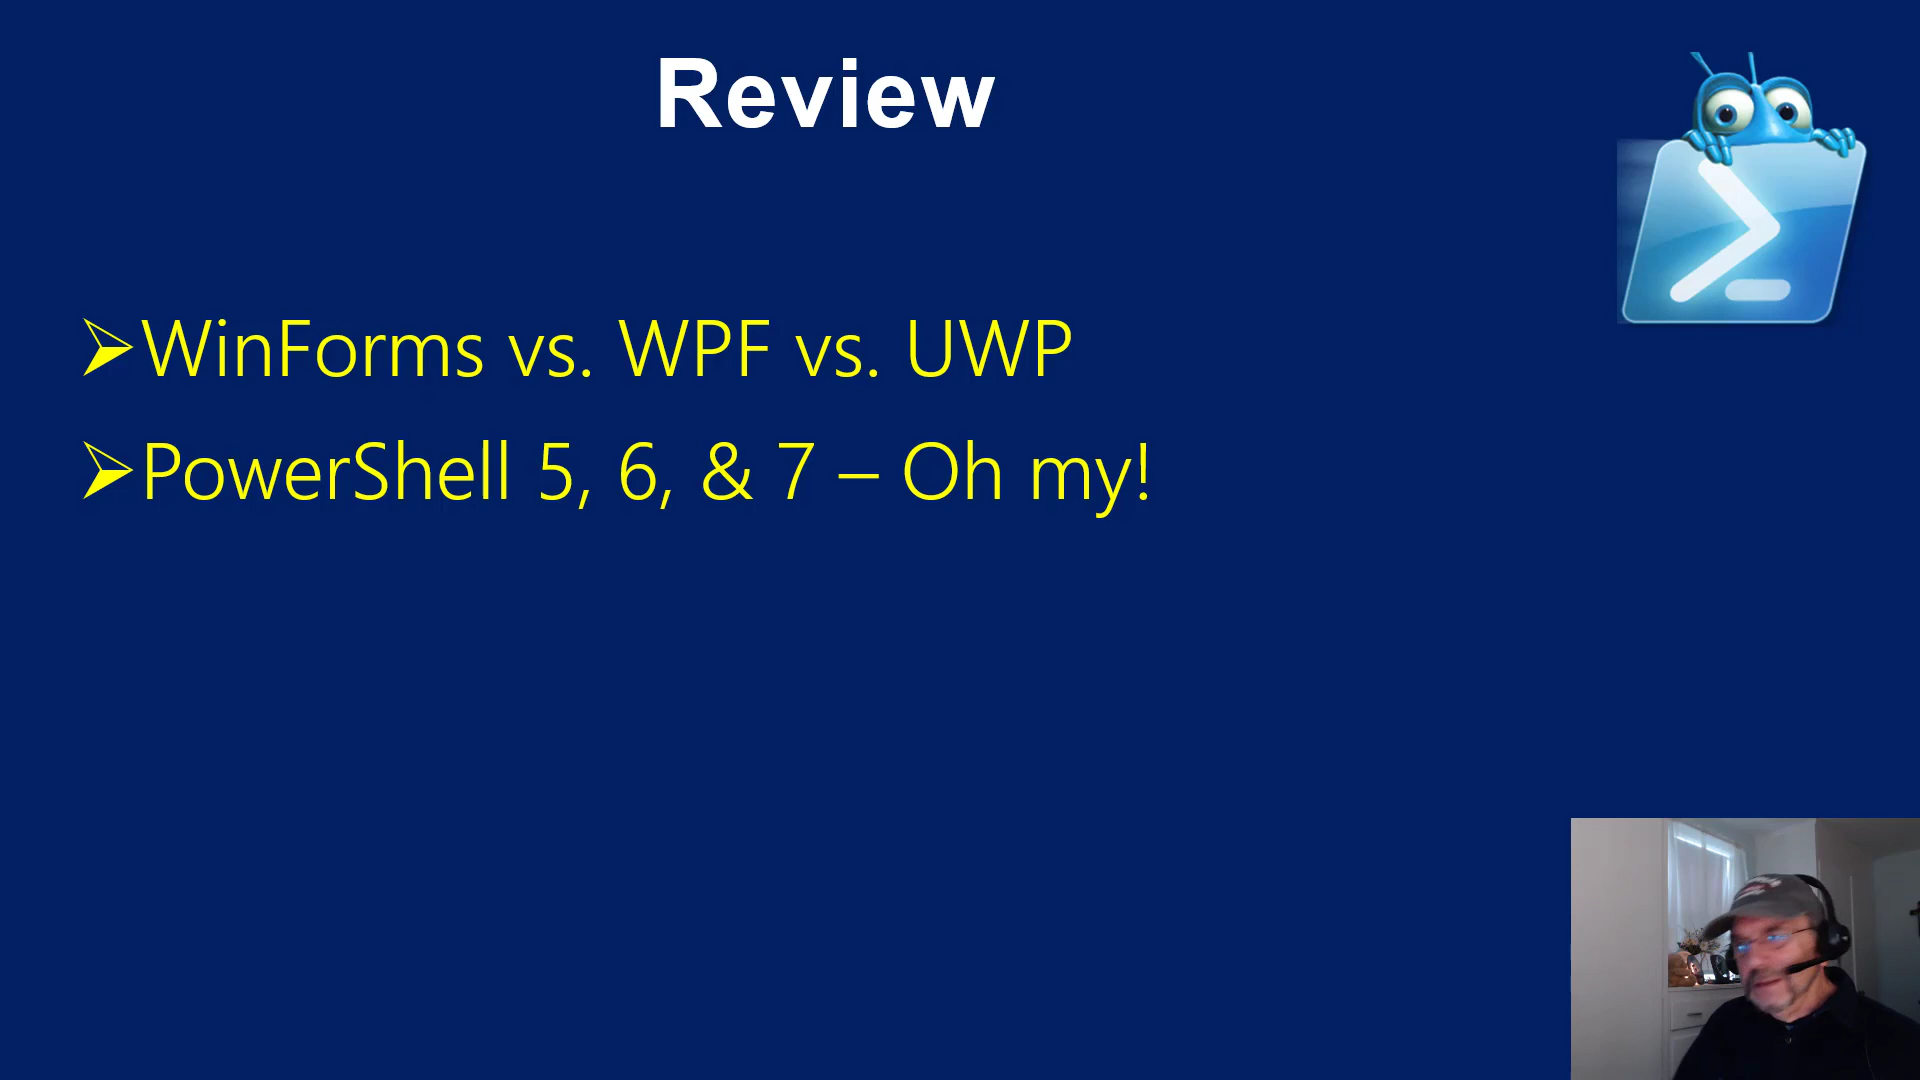 Review
WinForms vs. WPF vs. UWP
PowerShell 5, 6, & 7 – Oh my!